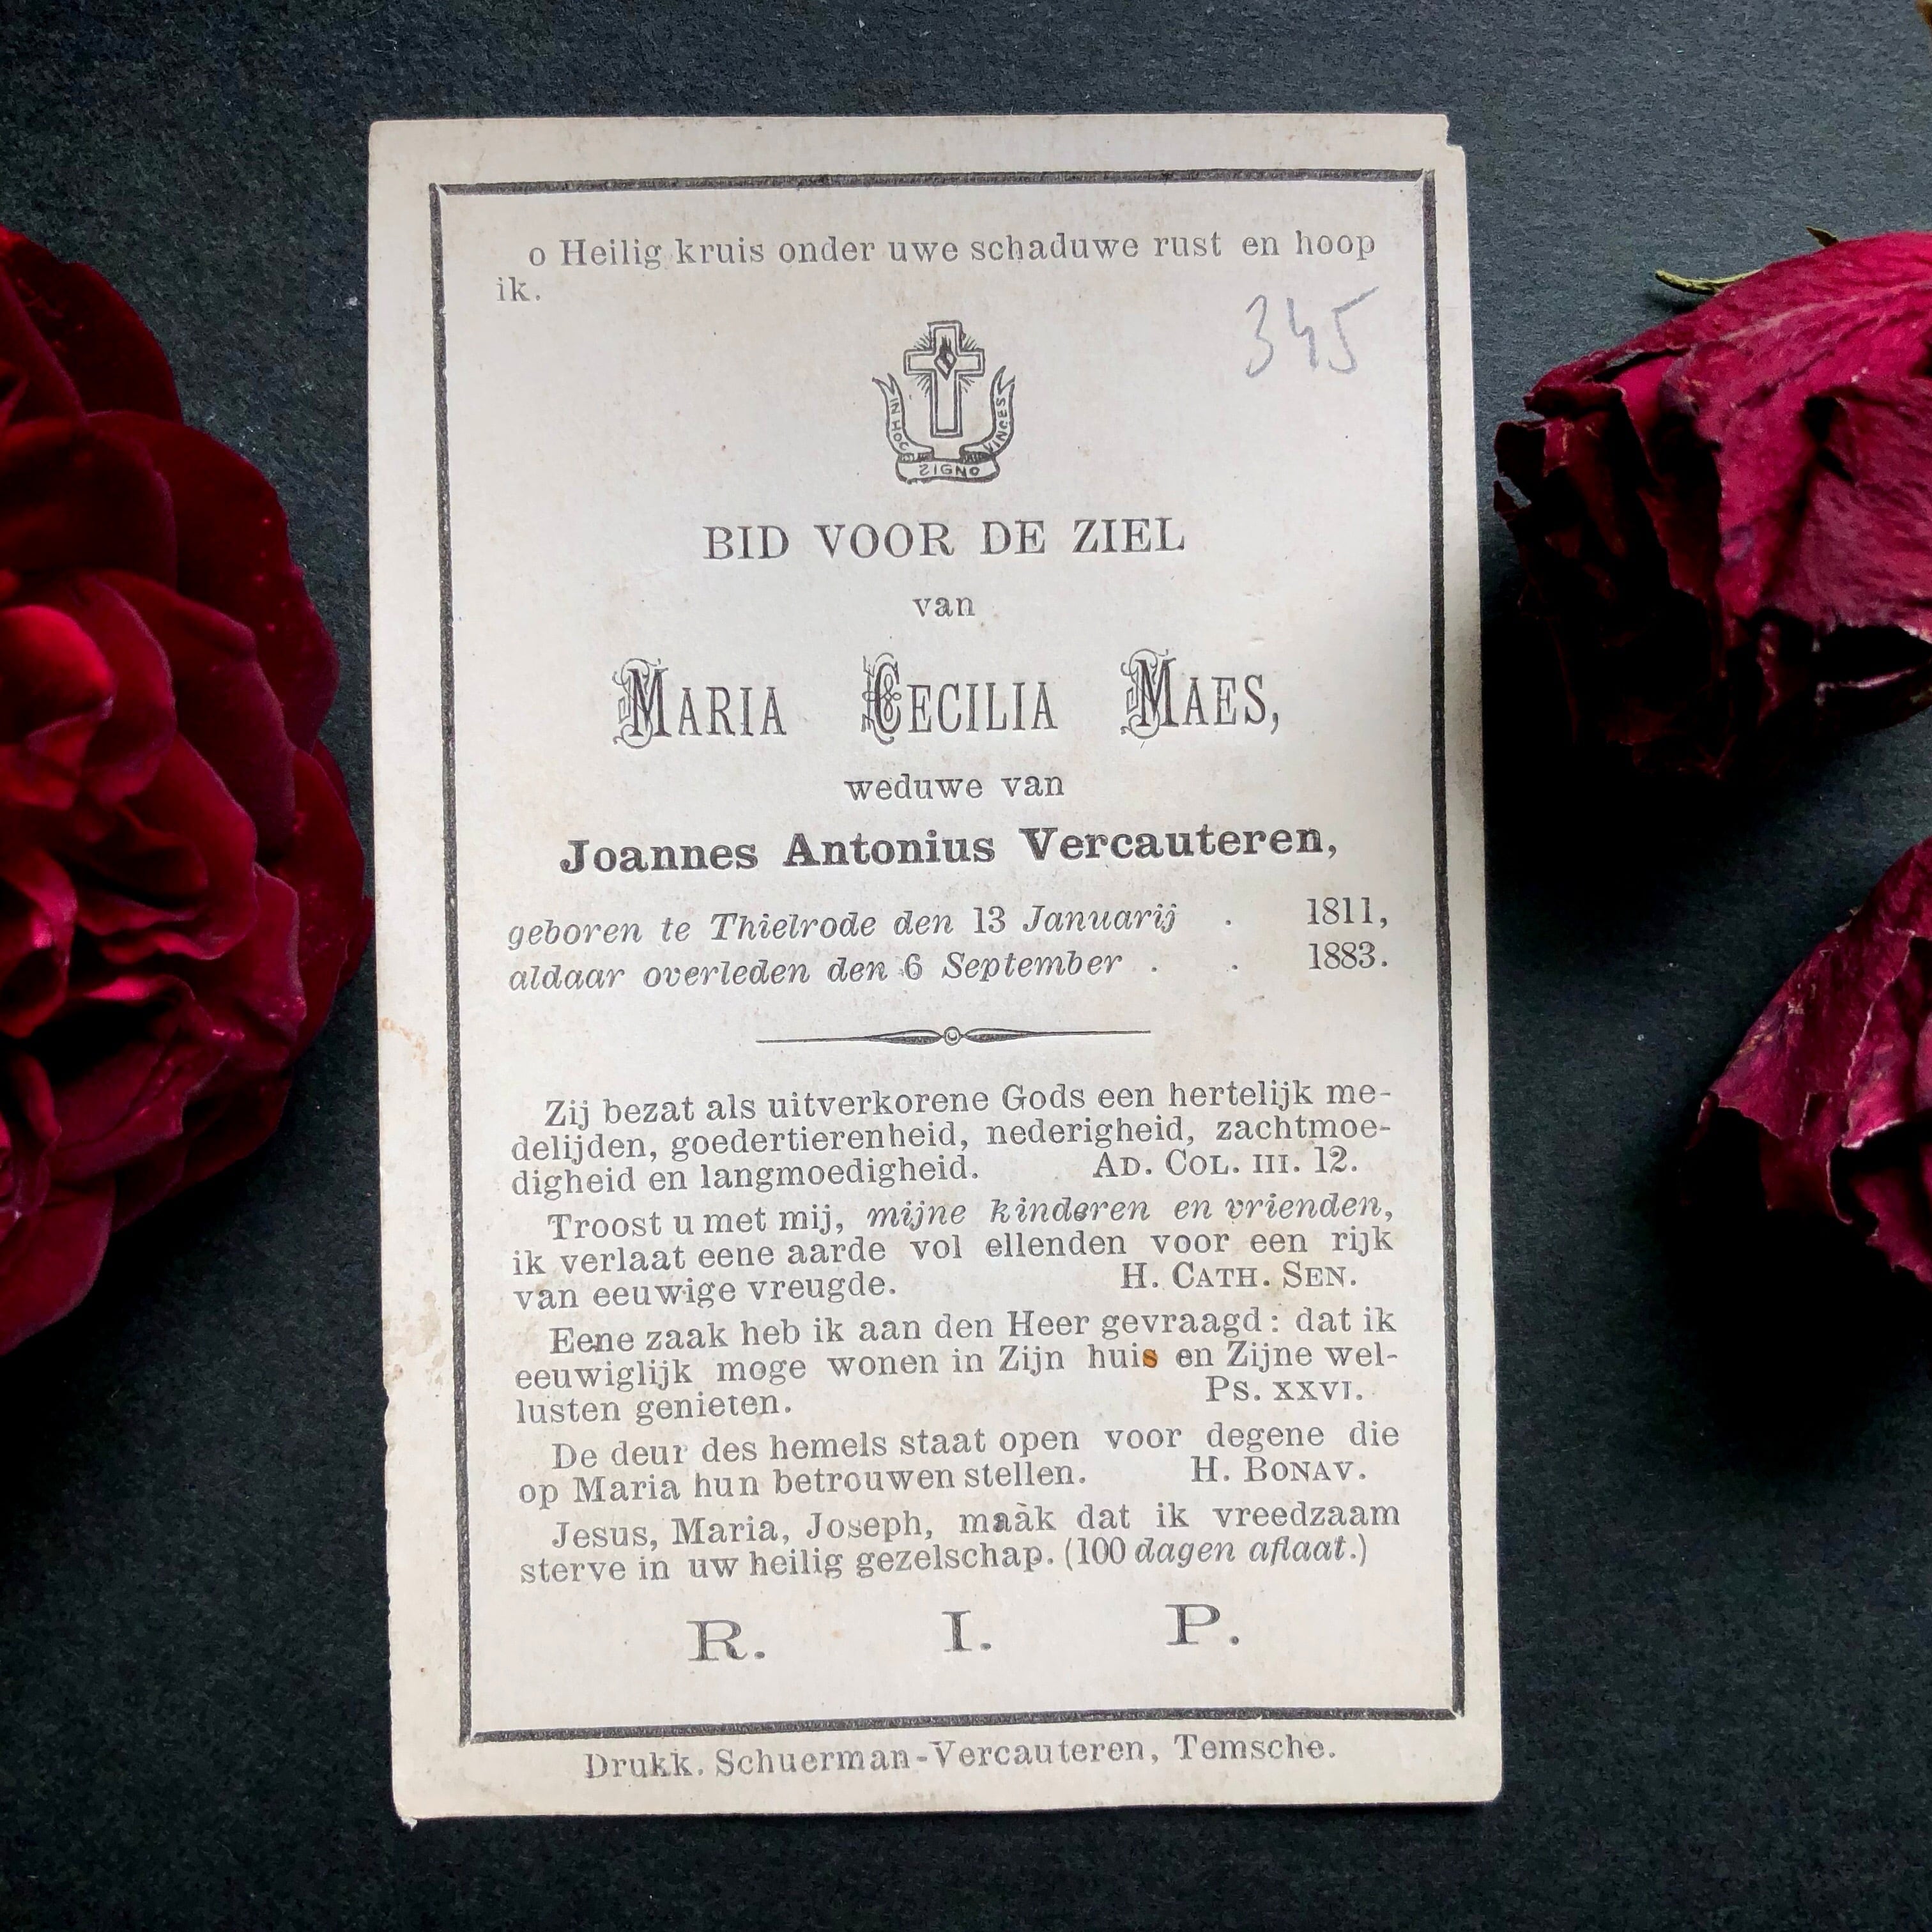 o Heilig kruis onder uwe schaduwe rust en hoop
ik.
345
IN HOC SIGNO VINCES
BID VOOR DE ZIEL
van
MARIA CECILIA MAES,
weduwe van
Joannes Antonius Vercauteren,
geboren te Thielrode den 13 Januarij . 1811,
aldaar overleden den 6 September . . 1883.
Zij bezat als uitverkorene Gods een hertelijk me-
delijden, goedertierenheid, nederigheid, zachtmoe-
digheid en langmoedigheid. AD. COL. III. 12.
Troost u met mij, mijne kinderen en vrienden,
ik verlaat eene aarde vol ellenden voor een rijk
van eeuwige vreugde. H. CATH. SEN.
Eene zaak heb ik aan den Heer gevraagd : dat ik
eeuwiglijk moge wonen in Zijn huis en Zijne wel-
lusten genieten. PS. XXVI.
De deur des hemels staat open voor degene die
op Maria hun betrouwen stellen. H. BONAV.
Jesus, Maria, Joseph, maàk dat ik vreedzaam
sterve in uw heilig gezelschap. (100 dagen aflaat.)
R. I. P.
Drukk. Schuerman-Vercauteren, Temsche.